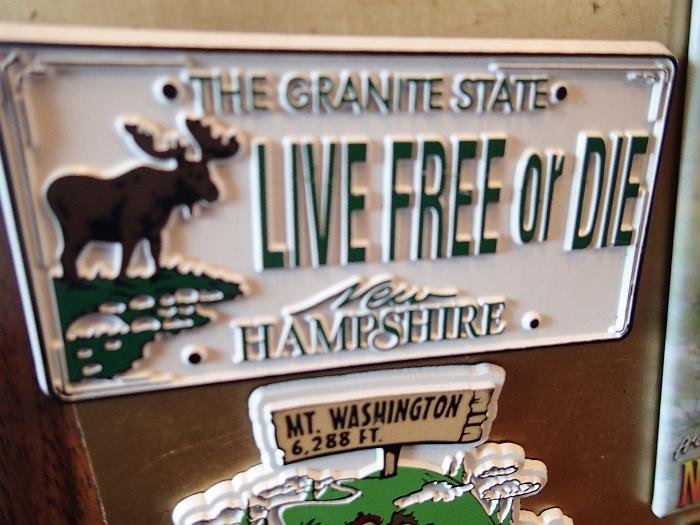 THE GRANITE STATE
LIVE FREE or DIE
New
HAMPSHIRE
MT. WASHINGTON
6,288 FT.